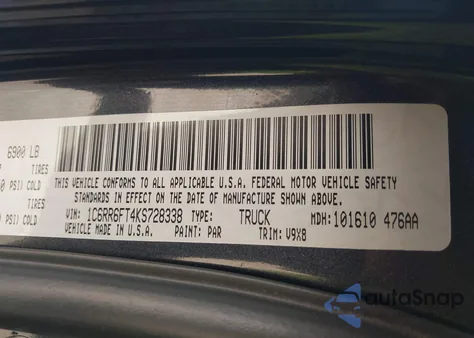 6900 LB
TIRES
PSI) COLD
TIRES
PSI) COLD
THIS VEHICLE CONFORMS TO ALL APPLICABLE U.S.A. FEDERAL MOTOR VEHICLE SAFETY
STANDARDS IN EFFECT ON THE DATE OF MANUFACTURE SHOWN ABOVE.
VIN: 1C6RR6FT4KS728338 TYPE: TRUCK MDH: 101610 476AA
VEHICLE MADE IN U.S.A. PAINT: PAR TRIM: V9X8
autoSnap